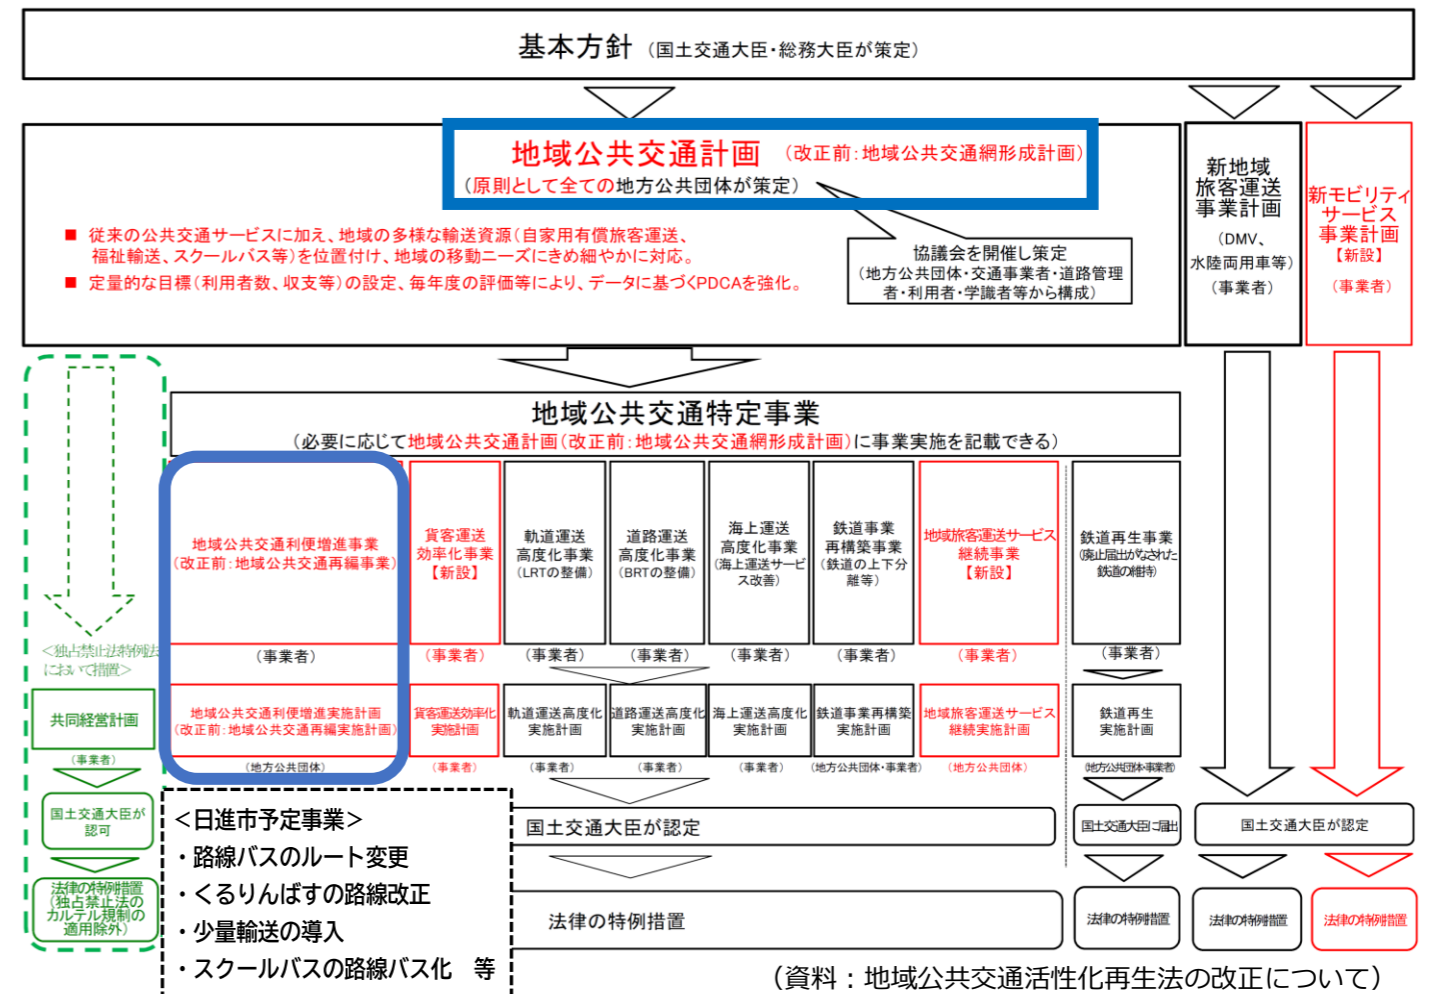 基本方針 (国土交通大臣・総務大臣が策定)
地域公共交通計画 (改正前:地域公共交通網形成計画)
(原則として全ての地方公共団体が策定)
■ 従来の公共交通サービスに加え、地域の多様な輸送資源(自家用有償旅客運送、
福祉輸送、スクールバス等)を位置付け、地域の移動ニーズにきめ細やかに対応。
■ 定量的な目標(利用者数、収支等)の設定、毎年度の評価等により、データに基づくPDCAを強化。
協議会を開催し策定
(地方公共団体・交通事業者・道路管理
者・利用者・学識者等から構成)
新地域
旅客運送
事業計画
(DMV、
水陸両用車等)
(事業者)
新モビリティ
サービス
事業計画
【新設】
(事業者)
地域公共交通特定事業
(必要に応じて地域公共交通計画(改正前:地域公共交通網形成計画)に事業実施を記載できる)
地域公共交通利便増進事業
(改正前:地域公共交通再編事業)
(事業者)
貨客運送
効率化事業
【新設】
(事業者)
軌道運送
高度化事業
(LRTの整備)
(事業者)
道路運送
高度化事業
(BRTの整備)
(事業者)
海上運送
高度化事業
(海上運送サービ
ス改善)
(事業者)
鉄道事業
再構築事業
(鉄道の上下分
離等)
(事業者)
地域旅客運送サービス
継続事業
【新設】
(事業者)
鉄道再生事業
(廃止届出がなされた
鉄道の維持)
(事業者)
<独占禁止法特例法
において措置>
共同経営計画
(事業者)
国土交通大臣が
認可
法律の特例措置
(独占禁止法の
カルテル規制の
適用除外)
地域公共交通利便増進実施計画
(改正前:地域公共交通再編実施計画)
(地方公共団体)
貨客運送効率化
実施計画
(事業者)
軌道運送高度化
実施計画
(事業者)
道路運送高度化
実施計画
(事業者)
海上運送高度化
実施計画
(事業者)
鉄道事業再構築
実施計画
(地方公共団体・事業者)
地域旅客運送サービス
継続実施計画
(地方公共団体)
鉄道再生
実施計画
(地方公共団体・事業者)
<日進市予定事業>
・路線バスのルート変更
・くるりんばすの路線改正
・少量輸送の導入
・スクールバスの路線バス化 等
国土交通大臣が認定
国土交通大臣に届出
国土交通大臣が認定
法律の特例措置
法律の特例措置
法律の特例措置
法律の特例措置
(資料：地域公共交通活性化再生法の改正について)